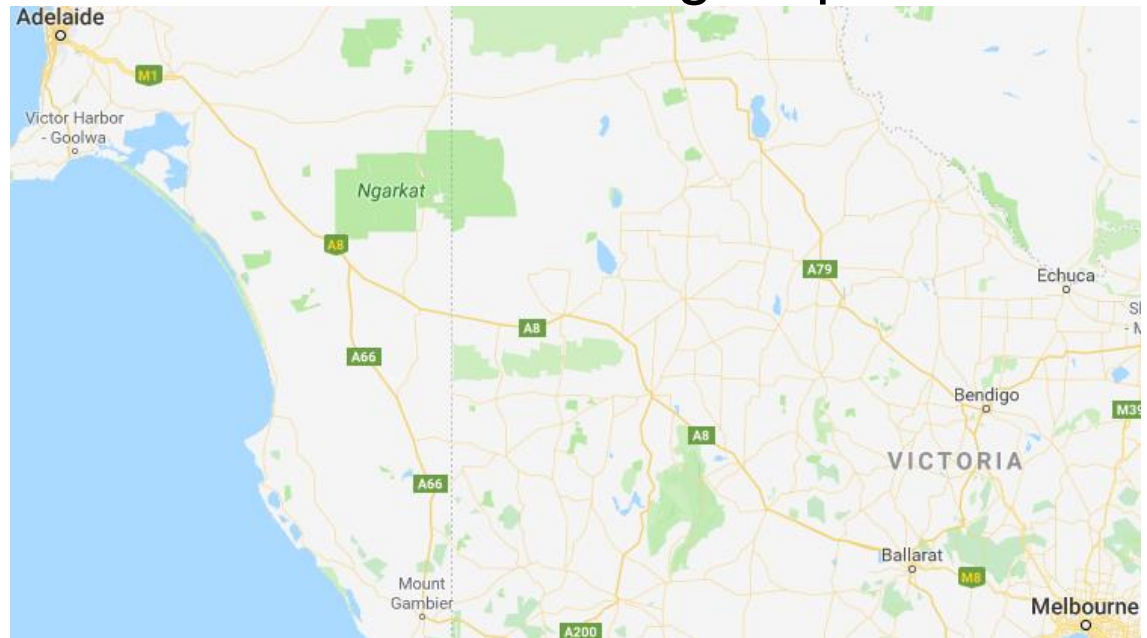 Adelaide
M1
Victor Harbor
- Goolwa
Ngarkat
A8
A79
Echuca
A8
A66
Bendigo
M39
A8
VICTORIA
A66
Ballarat
M8
Mount
Gambier
Melbourne
A200